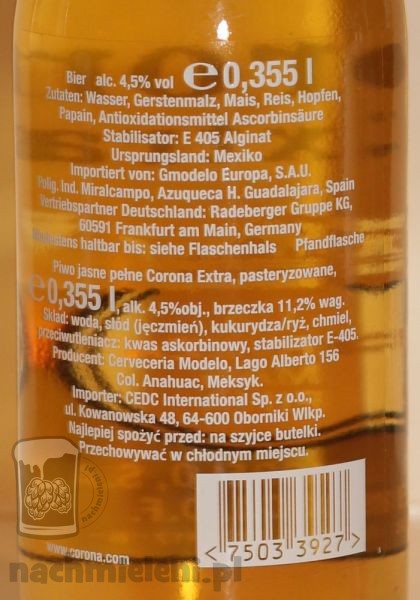 Bier alc. 4,5% vol e 0,355 l
Zutaten: Wasser, Gerstenmalz, Mais, Reis, Hopfen,
Papain, Antioxidationsmittel Ascorbinsäure
Stabilisator: E 405 Alginat
Ursprungsland: Mexiko
Importiert von: Gmodelo Europa, S.A.U.
Polig. Ind. Miralcampo, Azuqueca H. Guadalajara, Spain
Vertriebspartner Deutschland: Radeberger Gruppe KG,
60591 Frankfurt am Main, Germany
Mindestens haltbar bis: siehe Flaschenhals Pfandflasche
Piwo jasne pełne Corona Extra, pasteryzowane,
e 0,355 l, alk. 4,5%obj., brzeczka 11,2% wag.
Skład: woda, słód (jęczmień), kukurydza/ryż, chmiel,
przeciwutleniacz: kwas askorbinowy, stabilizator E-405.
Producent: Cerveceria Modelo, Lago Alberto 156
Col. Anahuac, Meksyk.
Importer: CEDC International Sp. z o.o.,
ul. Kowanowska 48, 64-600 Oborniki Wlkp.
Najlepiej spożyć przed: na szyjce butelki.
Przechowywać w chłodnym miejscu.
www.corona.com
< 7503 3927 >
nachmieleni.pl